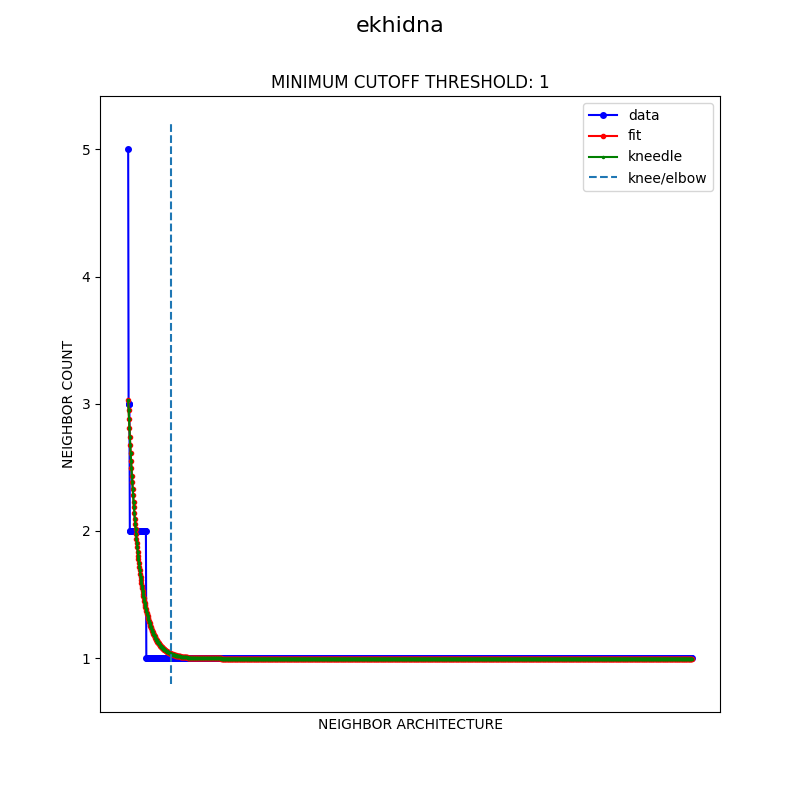 ekhidna
MINIMUM CUTOFF THRESHOLD: 1
data
fit
kneedle
knee/elbow
5
4
3
2
1
NEIGHBOR COUNT
NEIGHBOR ARCHITECTURE